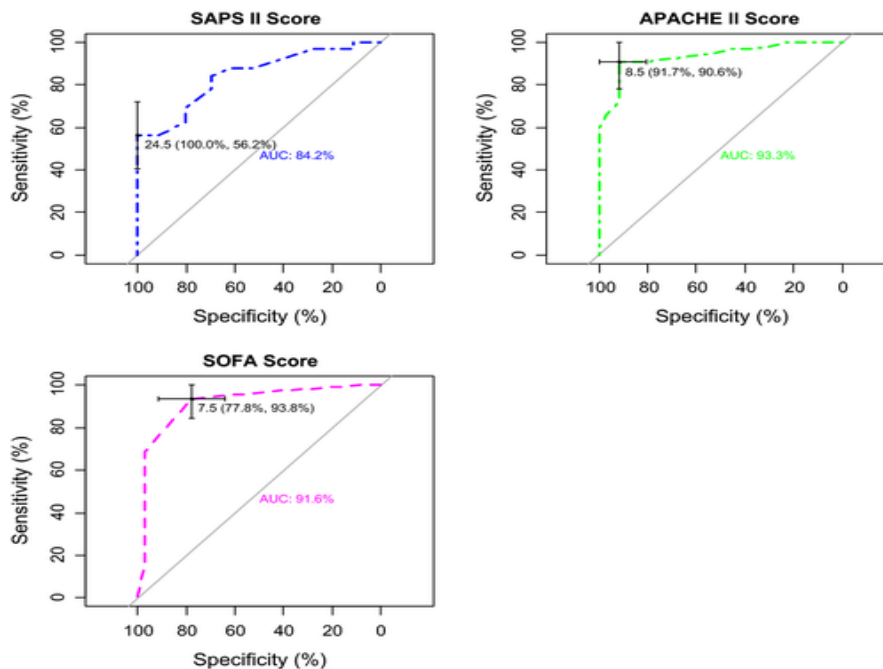 SAPS II Score
Sensitivity (%)
100
80
60
40
20
0
24.5 (100.0%, 56.2%)
AUC: 84.2%
100 80 60 40 20 0
Specificity (%)
APACHE II Score
Sensitivity (%)
100
80
60
40
20
0
8.5 (91.7%, 90.6%)
AUC: 93.3%
100 80 60 40 20 0
Specificity (%)
SOFA Score
Sensitivity (%)
100
80
60
40
20
0
7.5 (77.8%, 93.8%)
AUC: 91.6%
100 80 60 40 20 0
Specificity (%)